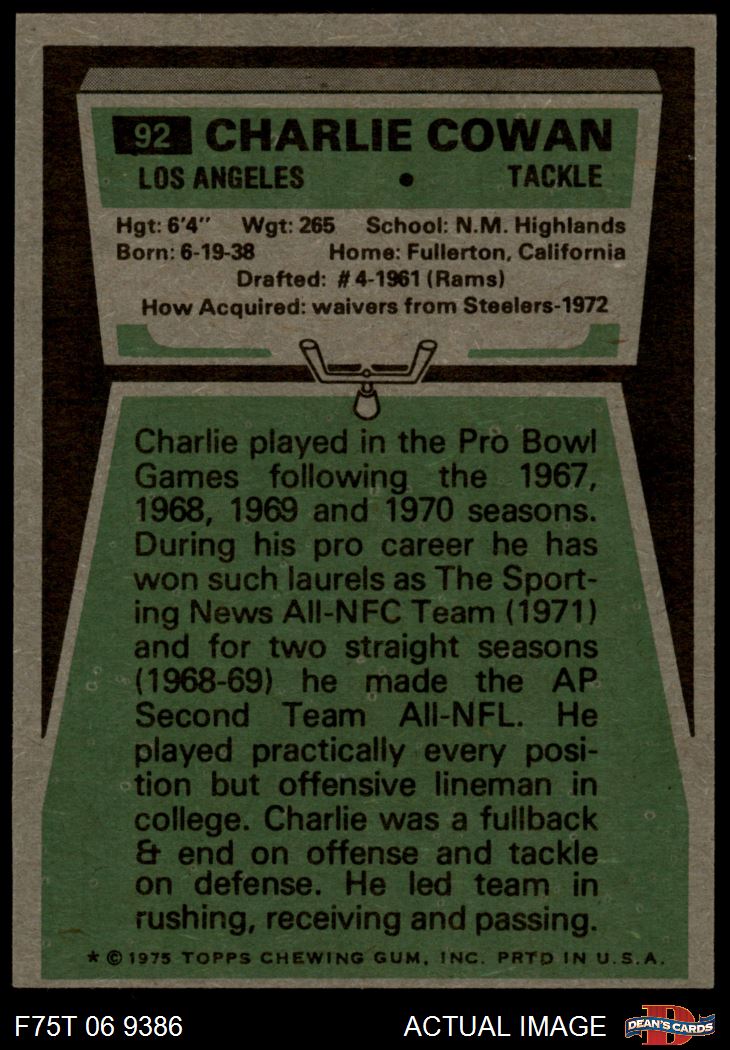 92 CHARLIE COWAN
LOS ANGELES • TACKLE
Hgt: 6'4" Wgt: 265 School: N.M. Highlands
Born: 6-19-38 Home: Fullerton, California
Drafted: #4-1961 (Rams)
How Acquired: waivers from Steelers-1972
Charlie played in the Pro Bowl
Games following the 1967,
1968, 1969 and 1970 seasons.
During his pro career he has
won such laurels as The Sport-
ing News All-NFC Team (1971)
and for two straight seasons
(1968-69) he made the AP
Second Team All-NFL. He
played practically every posi-
tion but offensive lineman in
college. Charlie was a fullback
& end on offense and tackle
on defense. He led team in
rushing, receiving and passing.
* © 1975 TOPPS CHEWING GUM, INC. PRTD IN U.S.A.
F75T 06 9386 ACTUAL IMAGE D DEAN'S CARDS